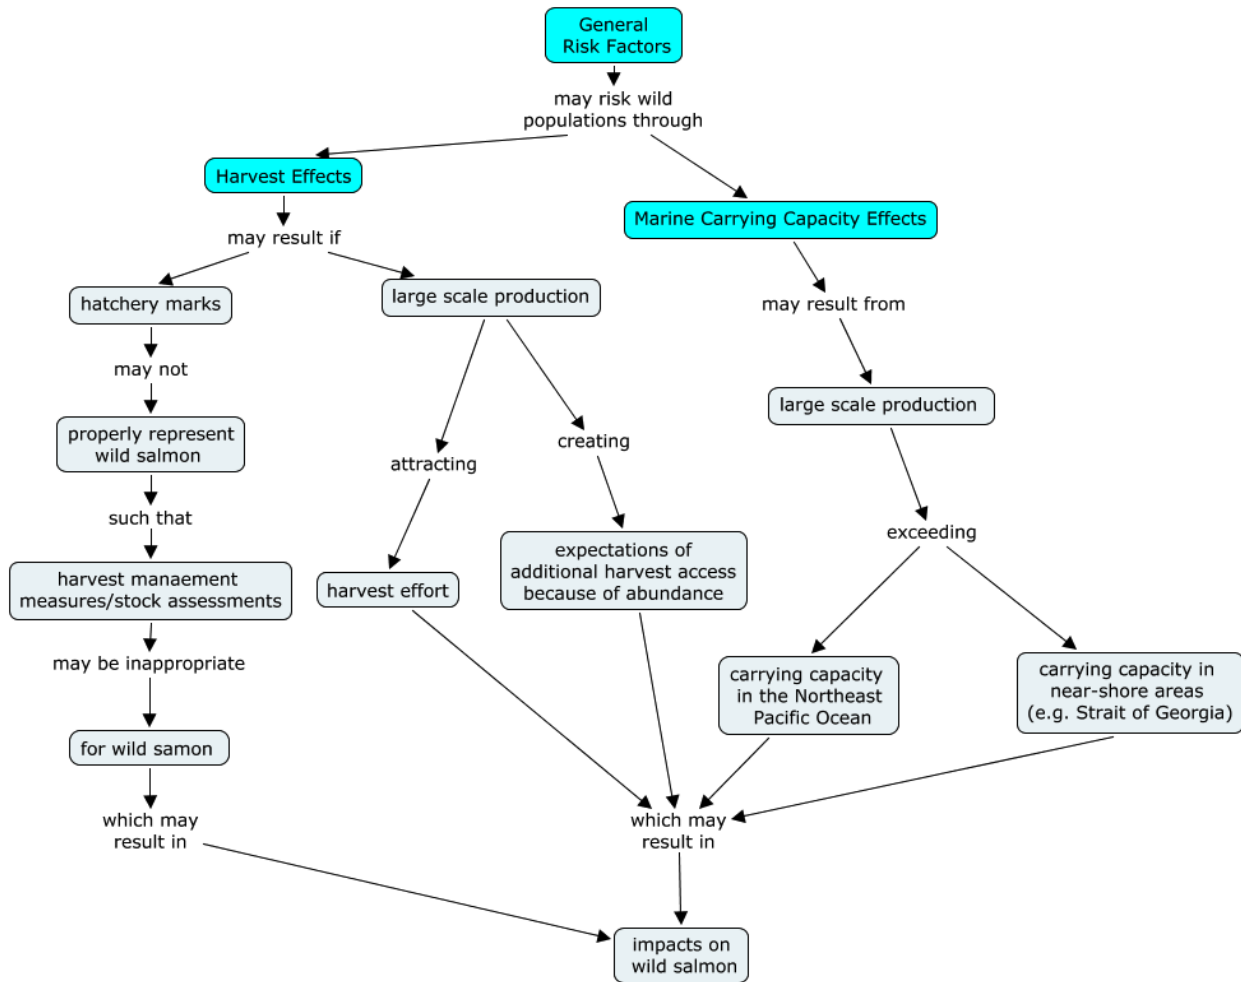 General
Risk Factors
may risk wild
populations through
Harvest Effects
Marine Carrying Capacity Effects
may result if
may result from
hatchery marks
large scale production
large scale production
may not
properly represent
wild salmon
creating
attracting
such that
exceeding
harvest manaement
measures/stock assessments
harvest effort
expectations of
additional harvest access
because of abundance
may be inappropriate
carrying capacity
in the Northeast
Pacific Ocean
carrying capacity in
near-shore areas
(e.g. Strait of Georgia)
for wild samon
which may
result in
which may
result in
impacts on
wild salmon